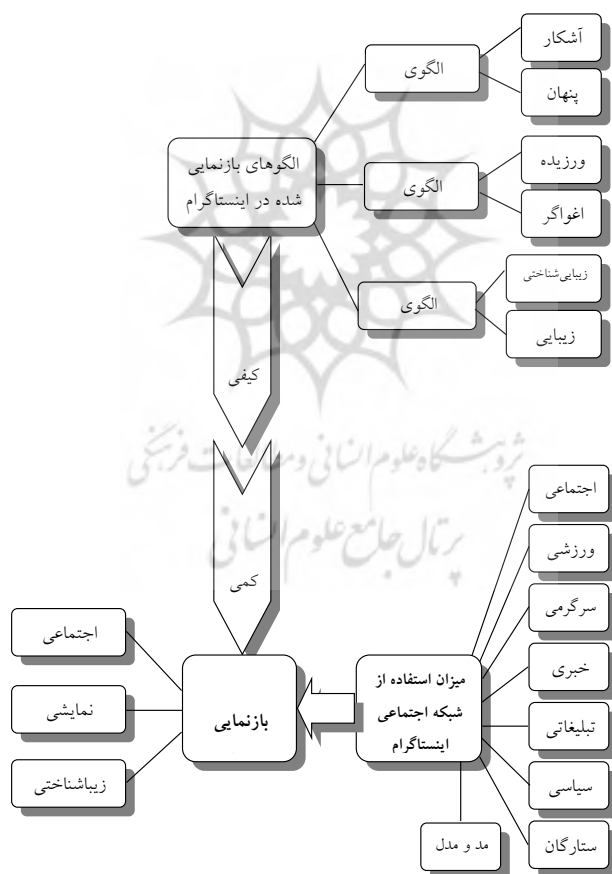 آشکار
الگوی
پنهان
الگوهای بازنمایی
شده در اینستاگرام
ورزیده
الگوی
اغواگر
زیبایی‌شناختی
الگوی
زیبایی
کیفی
پژوهشگاه علوم انسانی و مطالعات فرهنگی
پرتال جامع علوم انسانی
کمی
اجتماعی
ورزشی
سرگرمی
خبری
تبلیغاتی
سیاسی
ستارگان
مد و مدل
میزان استفاده از
شبکه اجتماعی
اینستاگرام
بازنمایی
اجتماعی
نمایشی
زیباشناختی